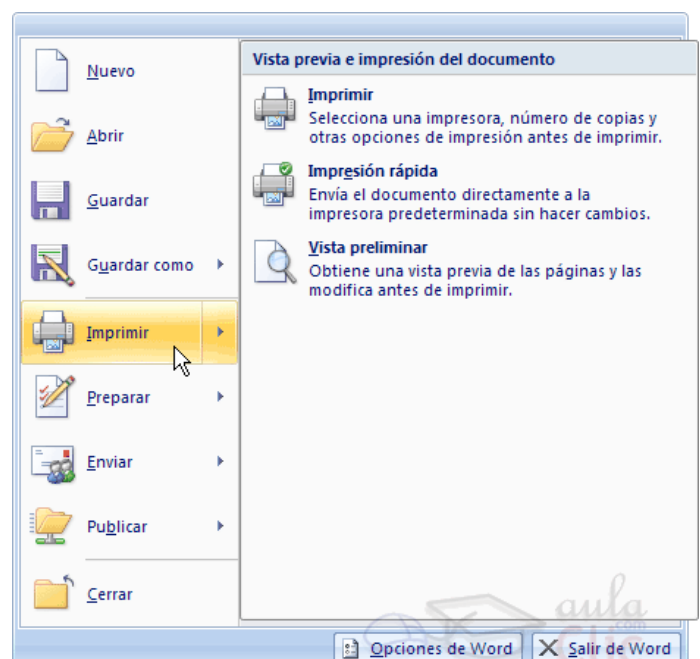 Nuevo
Abrir
Guardar
Guardar como
Imprimir
Preparar
Enviar
Publicar
Cerrar
Vista previa e impresión del documento
Imprimir
Selecciona una impresora, número de copias y
otras opciones de impresión antes de imprimir.
Impresión rápida
Envía el documento directamente a la
impresora predeterminada sin hacer cambios.
Vista preliminar
Obtiene una vista previa de las páginas y las
modifica antes de imprimir.
aula
.com
Clic
Opciones de Word
Salir de Word